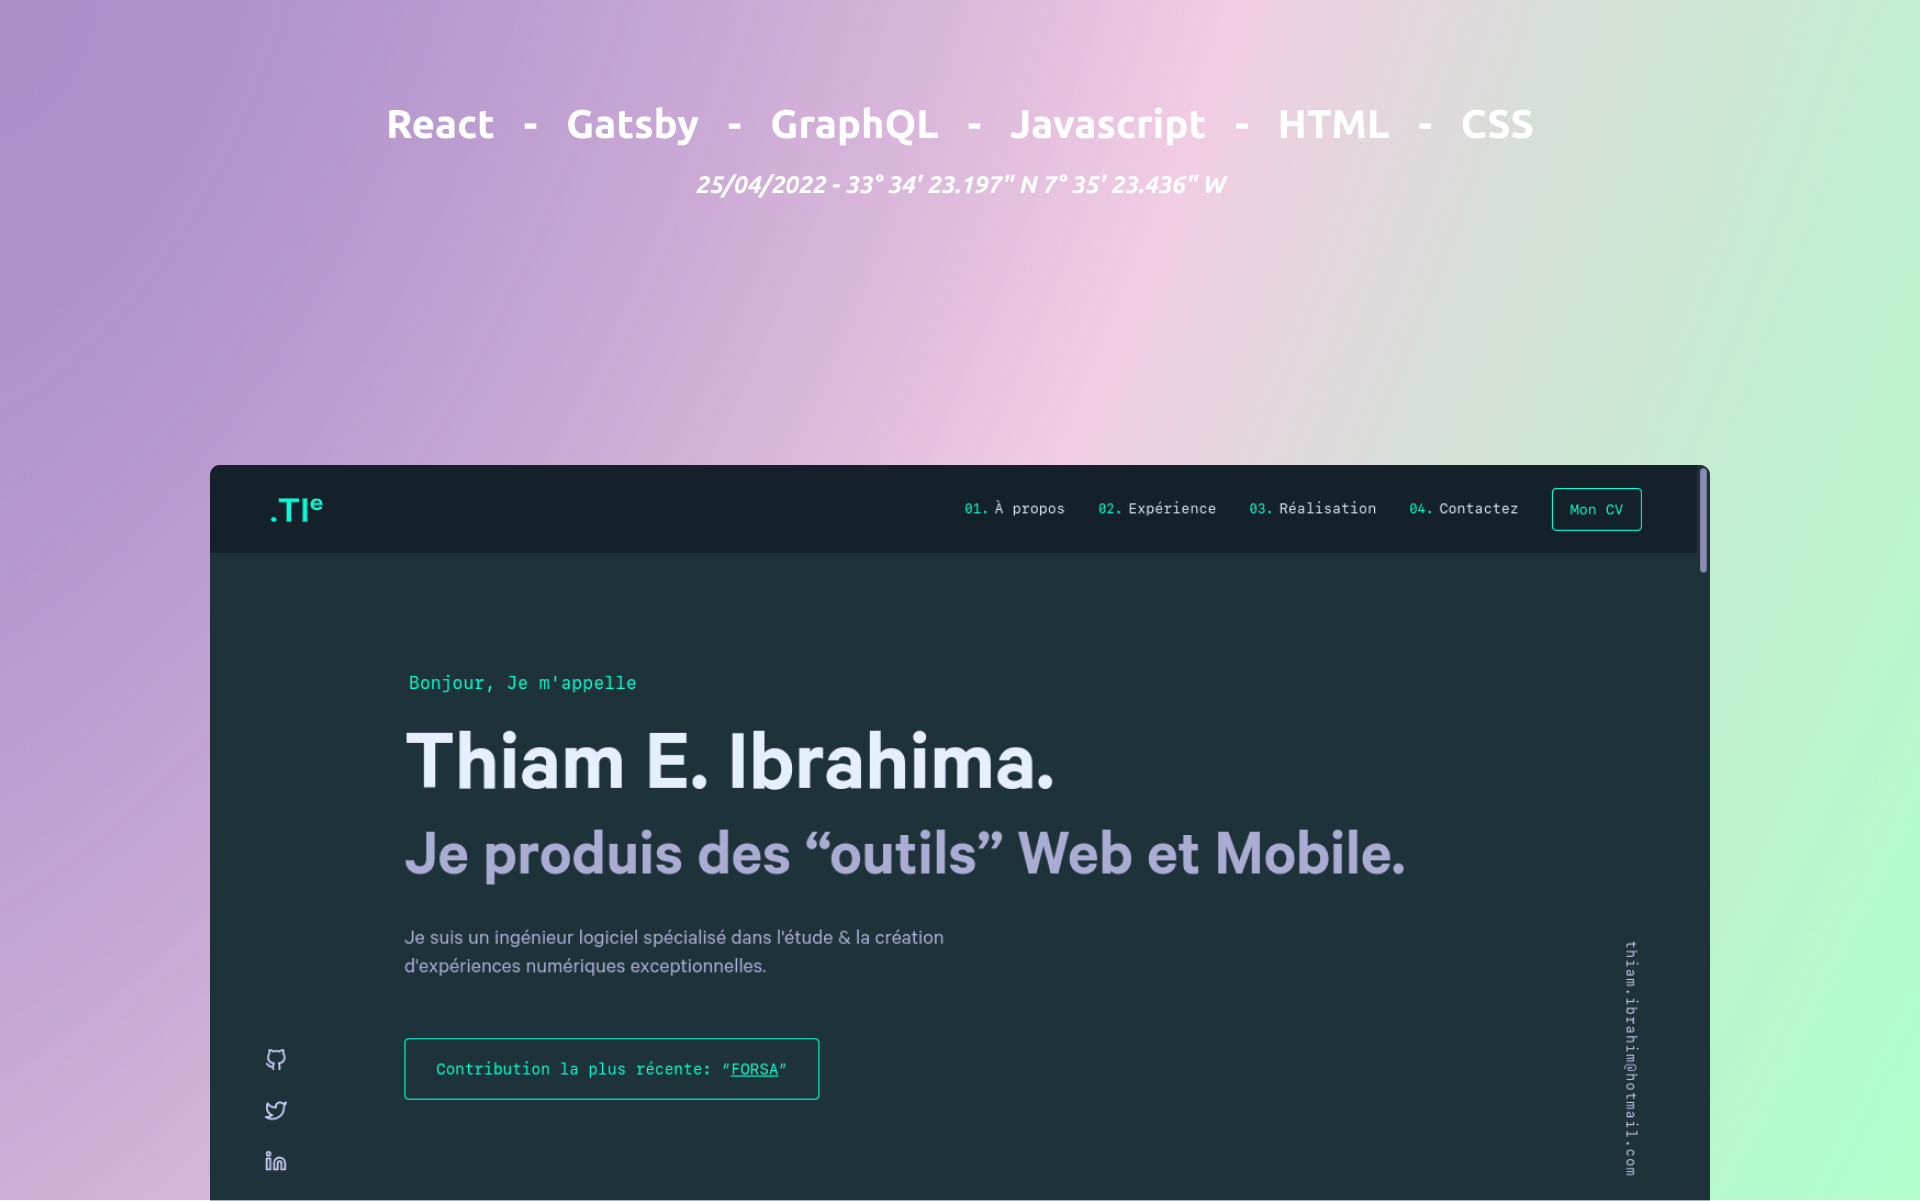 React - Gatsby - GraphQL - Javascript - HTML - CSS
25/04/2022 - 33° 34' 23.197" N 7° 35' 23.436" W
.TIe
01. À propos 02. Expérience 03. Réalisation 04. Contactez Mon CV
Bonjour, Je m'appelle
Thiam E. Ibrahima.
Je produis des “outils” Web et Mobile.
Je suis un ingénieur logiciel spécialisé dans l'étude & la création
d'expériences numériques exceptionnelles.
Contribution la plus récente: “FORSA”
thiam.ibrahim@hotmail.com